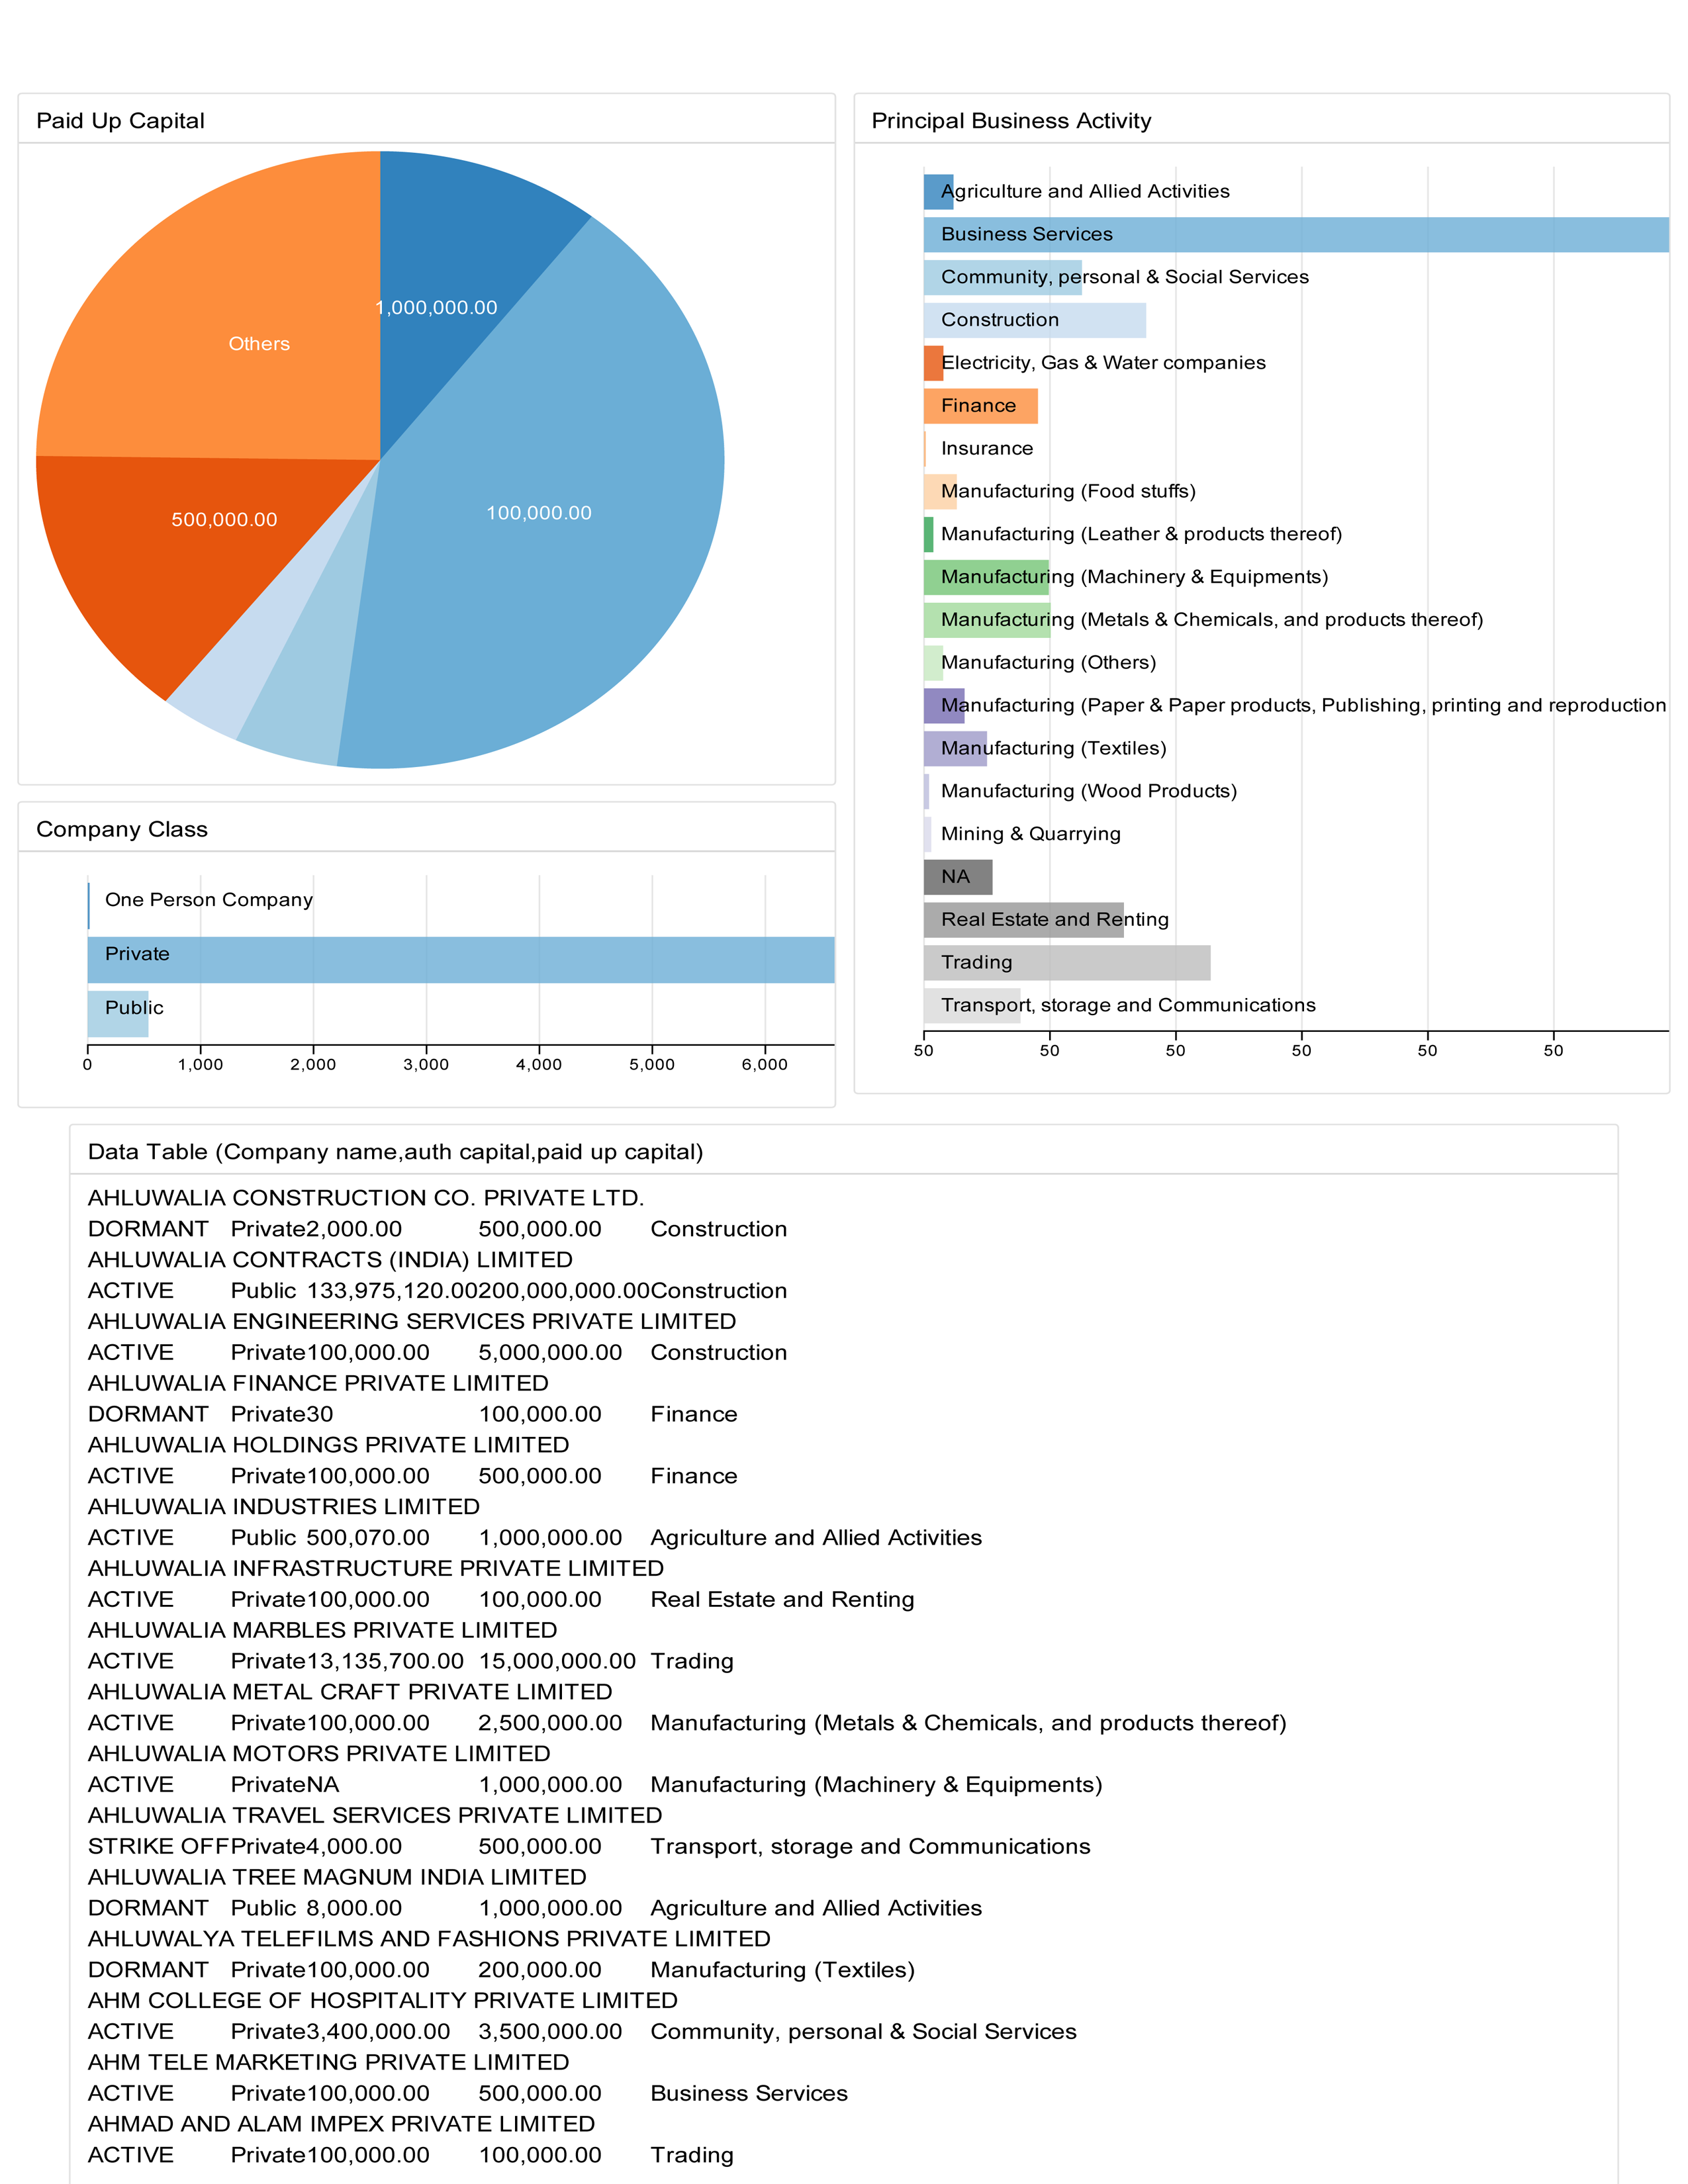 Paid Up Capital
1,000,000.00
Others
100,000.00
500,000.00
Company Class
One Person Company
Private
Public
0 1,000 2,000 3,000 4,000 5,000 6,000
Principal Business Activity
Agriculture and Allied Activities
Business Services
Community, personal & Social Services
Construction
Electricity, Gas & Water companies
Finance
Insurance
Manufacturing (Food stuffs)
Manufacturing (Leather & products thereof)
Manufacturing (Machinery & Equipments)
Manufacturing (Metals & Chemicals, and products thereof)
Manufacturing (Others)
Manufacturing (Paper & Paper products, Publishing, printing and reproduction
Manufacturing (Textiles)
Manufacturing (Wood Products)
Mining & Quarrying
NA
Real Estate and Renting
Trading
Transport, storage and Communications
50 50 50 50 50 50
Data Table (Company name,auth capital,paid up capital)
AHLUWALIA CONSTRUCTION CO. PRIVATE LTD.
DORMANT Private2,000.00 500,000.00 Construction
AHLUWALIA CONTRACTS (INDIA) LIMITED
ACTIVE Public 133,975,120.00200,000,000.00Construction
AHLUWALIA ENGINEERING SERVICES PRIVATE LIMITED
ACTIVE Private100,000.00 5,000,000.00 Construction
AHLUWALIA FINANCE PRIVATE LIMITED
DORMANT Private30 100,000.00 Finance
AHLUWALIA HOLDINGS PRIVATE LIMITED
ACTIVE Private100,000.00 500,000.00 Finance
AHLUWALIA INDUSTRIES LIMITED
ACTIVE Public 500,070.00 1,000,000.00 Agriculture and Allied Activities
AHLUWALIA INFRASTRUCTURE PRIVATE LIMITED
ACTIVE Private100,000.00 100,000.00 Real Estate and Renting
AHLUWALIA MARBLES PRIVATE LIMITED
ACTIVE Private13,135,700.00 15,000,000.00 Trading
AHLUWALIA METAL CRAFT PRIVATE LIMITED
ACTIVE Private100,000.00 2,500,000.00 Manufacturing (Metals & Chemicals, and products thereof)
AHLUWALIA MOTORS PRIVATE LIMITED
ACTIVE PrivateNA 1,000,000.00 Manufacturing (Machinery & Equipments)
AHLUWALIA TRAVEL SERVICES PRIVATE LIMITED
STRIKE OFFPrivate4,000.00 500,000.00 Transport, storage and Communications
AHLUWALIA TREE MAGNUM INDIA LIMITED
DORMANT Public 8,000.00 1,000,000.00 Agriculture and Allied Activities
AHLUWALYA TELEFILMS AND FASHIONS PRIVATE LIMITED
DORMANT Private100,000.00 200,000.00 Manufacturing (Textiles)
AHM COLLEGE OF HOSPITALITY PRIVATE LIMITED
ACTIVE Private3,400,000.00 3,500,000.00 Community, personal & Social Services
AHM TELE MARKETING PRIVATE LIMITED
ACTIVE Private100,000.00 500,000.00 Business Services
AHMAD AND ALAM IMPEX PRIVATE LIMITED
ACTIVE Private100,000.00 100,000.00 Trading